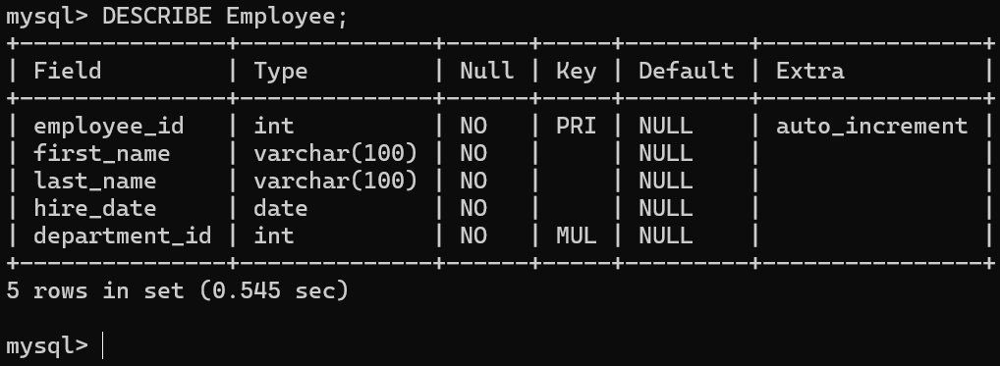 mysql> DESCRIBE Employee;
+---------------+--------------+------+-----+---------+----------------+
| Field         | Type         | Null | Key | Default | Extra          |
+---------------+--------------+------+-----+---------+----------------+
| employee_id   | int          | NO   | PRI | NULL    | auto_increment |
| first_name    | varchar(100) | NO   |     | NULL    |                |
| last_name     | varchar(100) | NO   |     | NULL    |                |
| hire_date     | date         | NO   |     | NULL    |                |
| department_id | int          | NO   | MUL | NULL    |                |
+---------------+--------------+------+-----+---------+----------------+
5 rows in set (0.545 sec)
mysql>